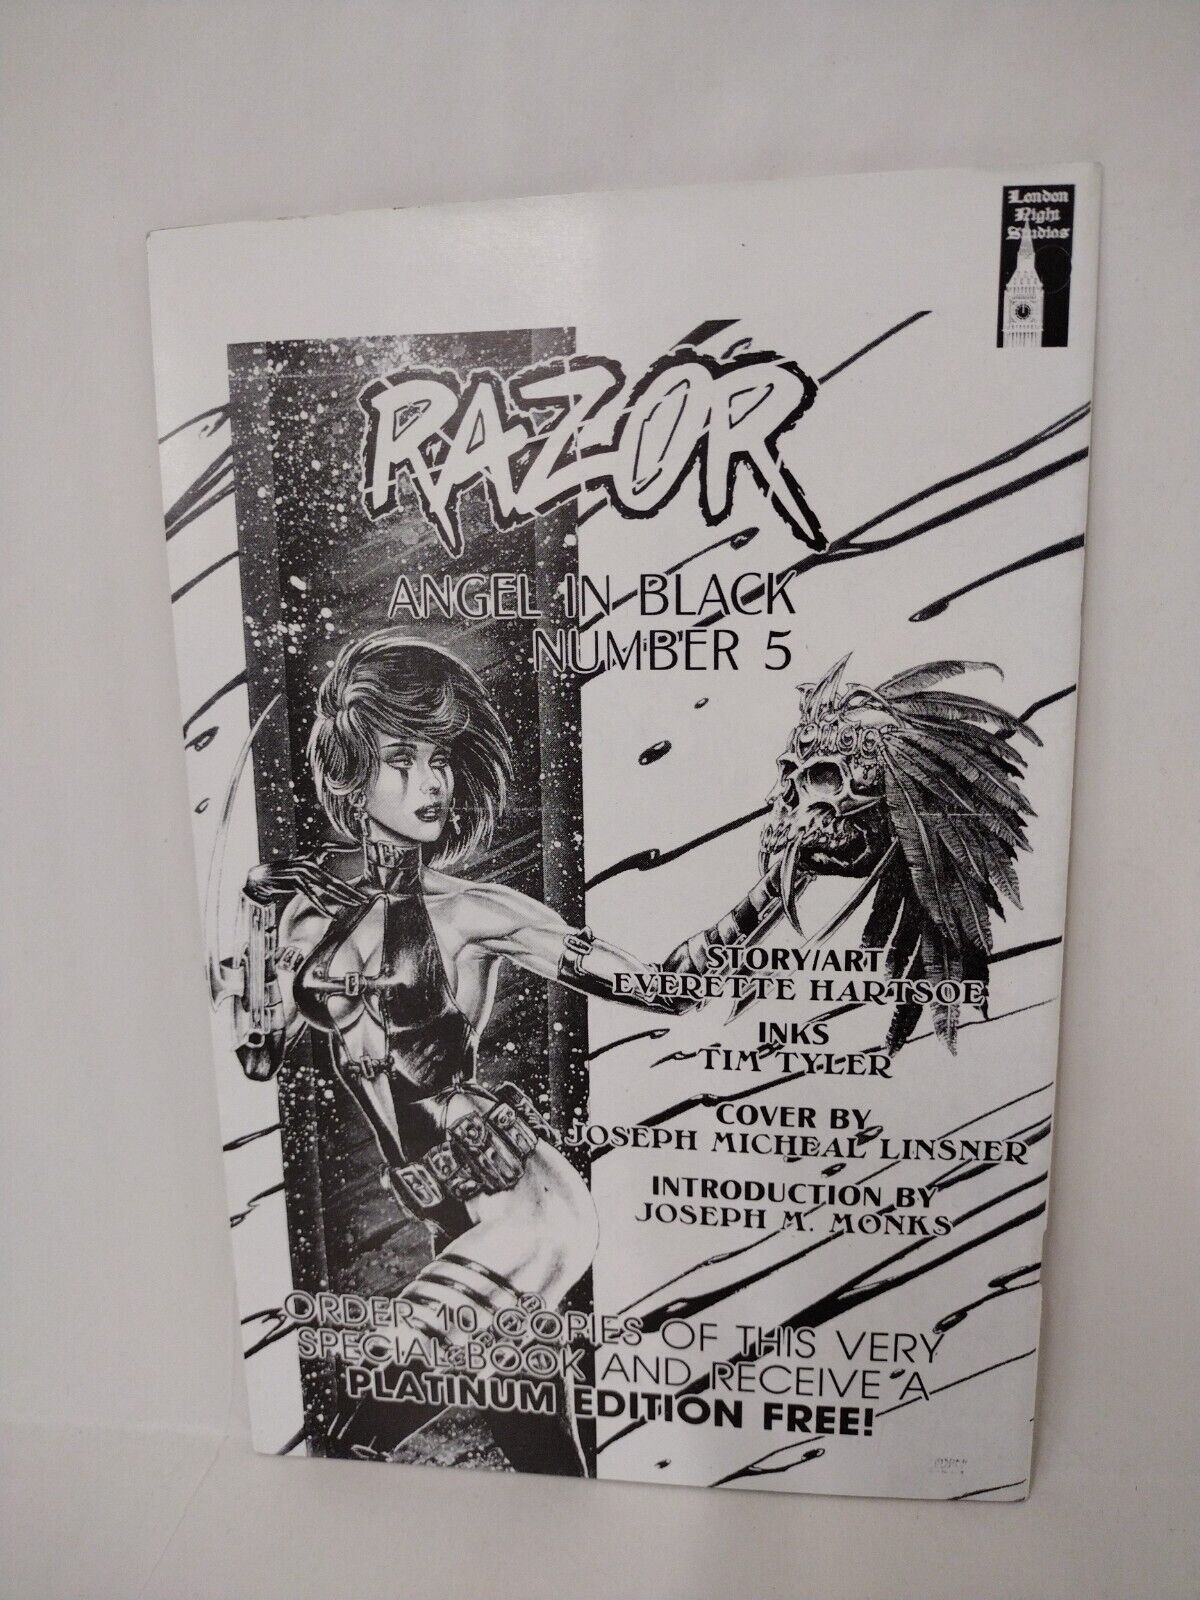 London
Night
Studios
RAZOR
ANGEL IN BLACK
NUMBER 5
STORY/ART
EVERETTE HARTSOE
INKS
TIM TYLER
COVER BY
JOSEPH MICHEAL LINSNER
INTRODUCTION BY
JOSEPH M. MONKS
ORDER 10 COPIES OF THIS VERY
SPECIAL BOOK AND RECEIVE A
PLATINUM EDITION FREE!